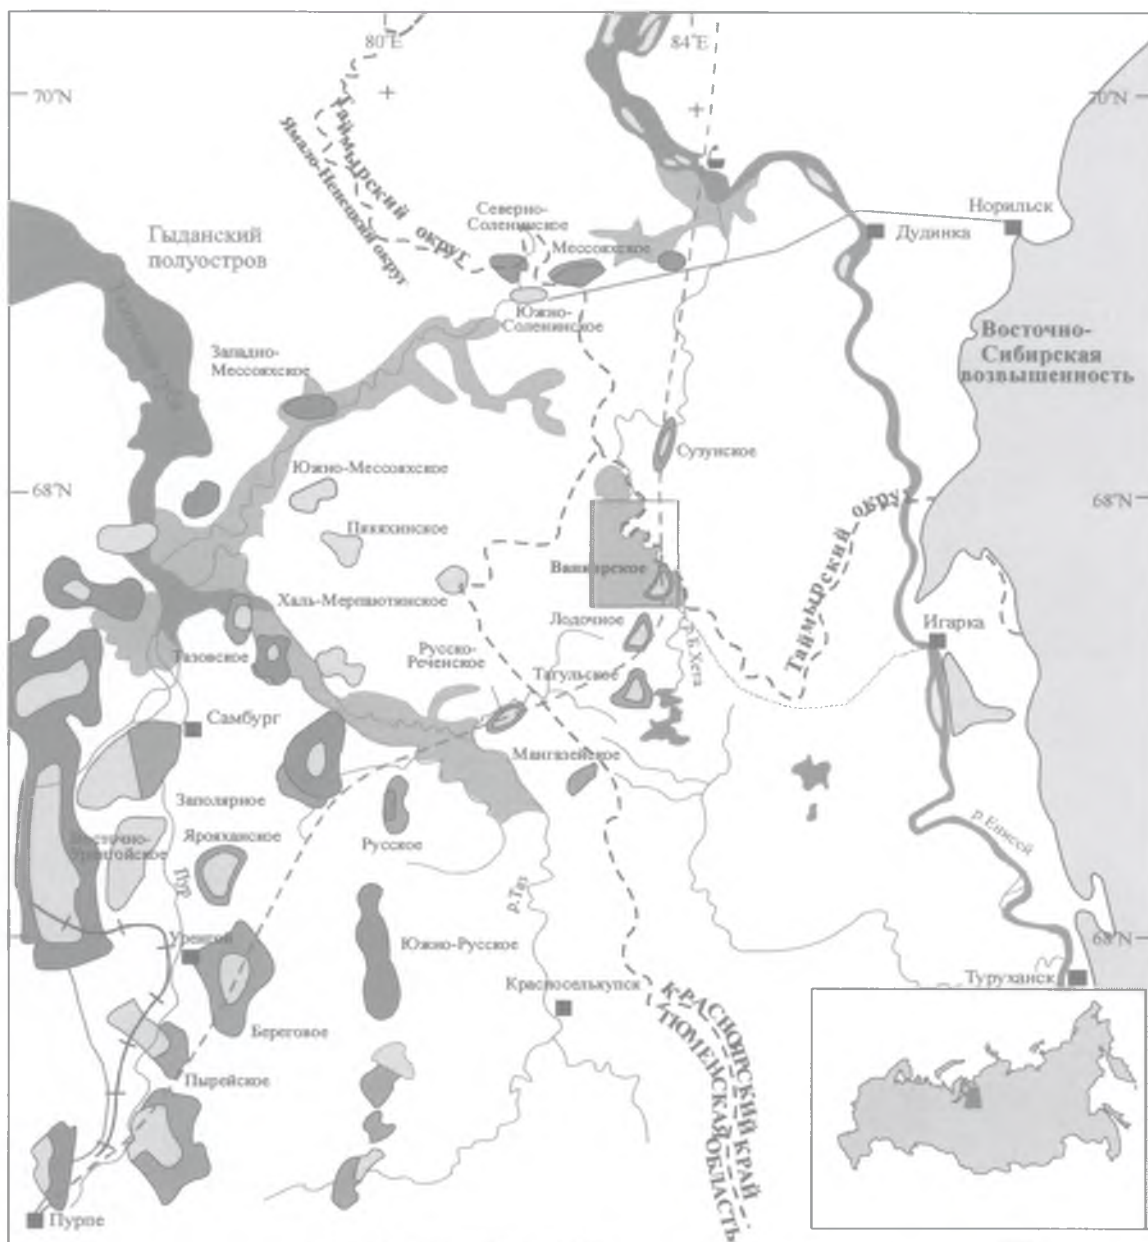 80°E
84°E
70°N
70°N
Таймырский округ
Ямало-Ненецкий округ
Северно-
Соленинское
Мессояхское
Норильск
Дудинка
Гыданский
полуостров
Южно-
Соленинское
Западно-
Мессояхское
Восточно-
Сибирская
возвышенность
Сузунское
Южно-Мессояхское
68°N
68°N
Пякяхинское
Ванкорское
Таймырский округ
Халь-Мерпаютинское
Лодочное
Игарка
Русско-
Реченское
Тазовское
Тагульское
р.Б.Хета
Самбург
Мангазейское
Заполярное
Восточно-
Уренгойское
Ярояхинское
Русское
р.Енисей
Пур
р.Таз
Уренгой
Южно-Русское
68°N
Туруханск
Красноселькупск
Береговое
КРАСНОЯРСКИЙ КРАЙ
ТЮМЕНСКАЯ ОБЛАСТЬ
Пырейское
Пурпе